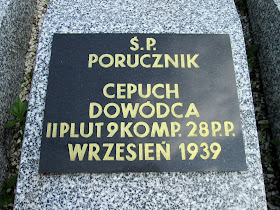 Ś.P.
PORUCZNIK
CEPUCH
DOWÓDCA
II PLUT 9 KOMP. 28 P.P.
WRZESIEŃ 1939